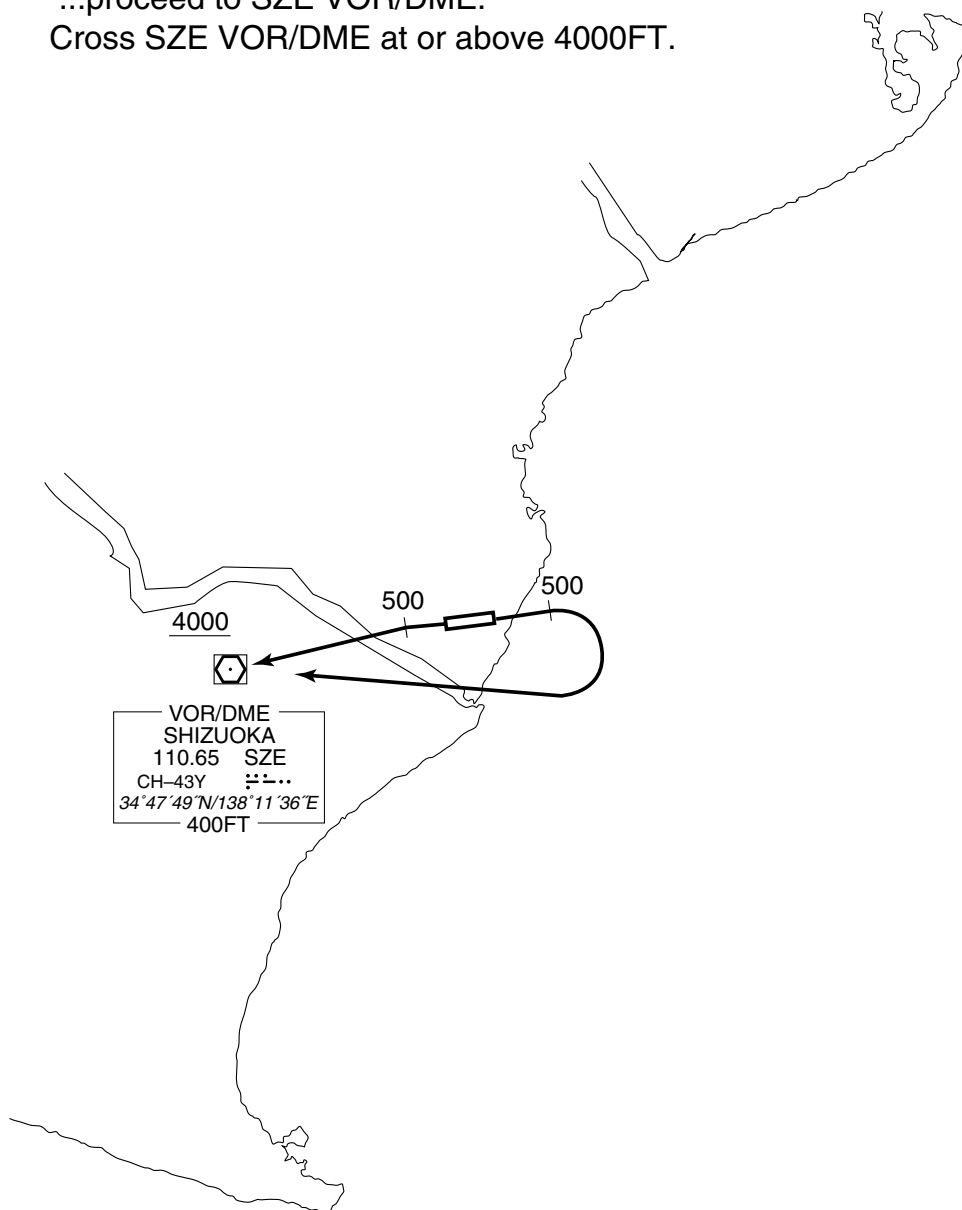 ...proceed to SZE VOR/DME.
Cross SZE VOR/DME at or above 4000FT.
500
500
4000
VOR/DME
SHIZUOKA
110.65 SZE
CH–43Y
34°47´49˝N/138°11´36˝E
400FT